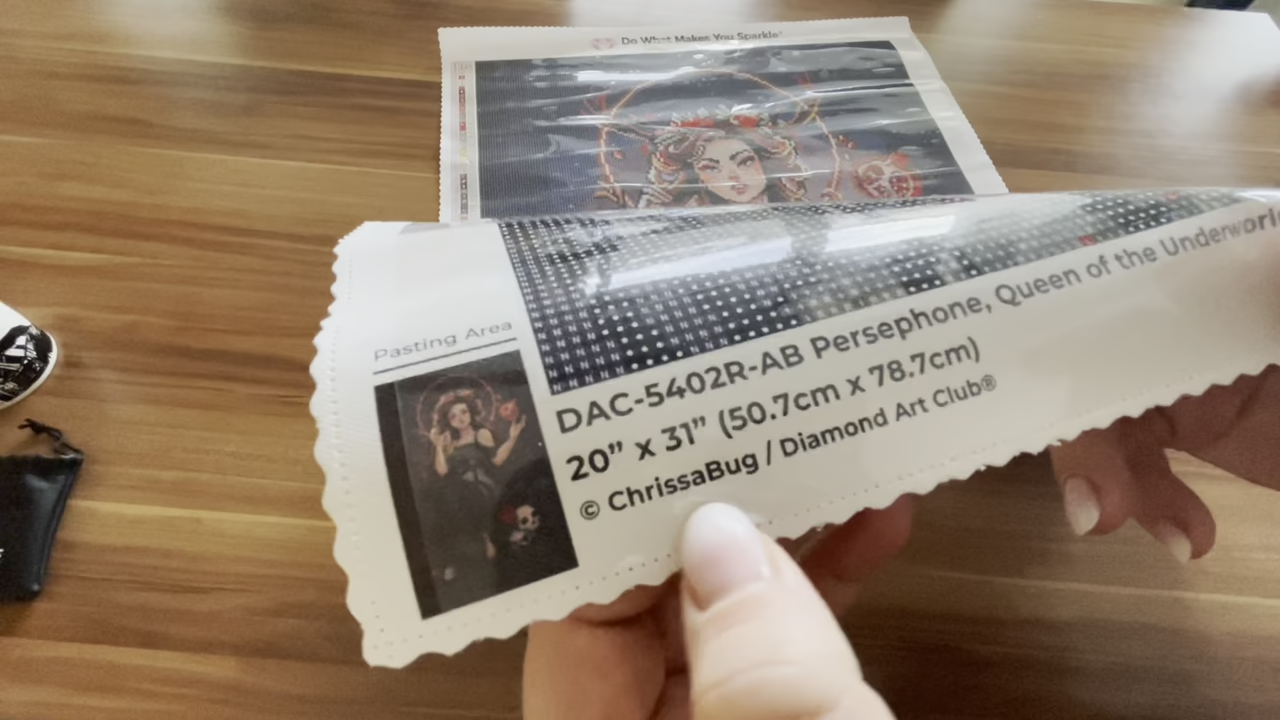 Do What Makes You Sparkle®
Pasting Area
DAC-5402R-AB Persephone, Queen of the Underworl
20” x 31” (50.7cm x 78.7cm)
© ChrissaBug / Diamond Art Club®